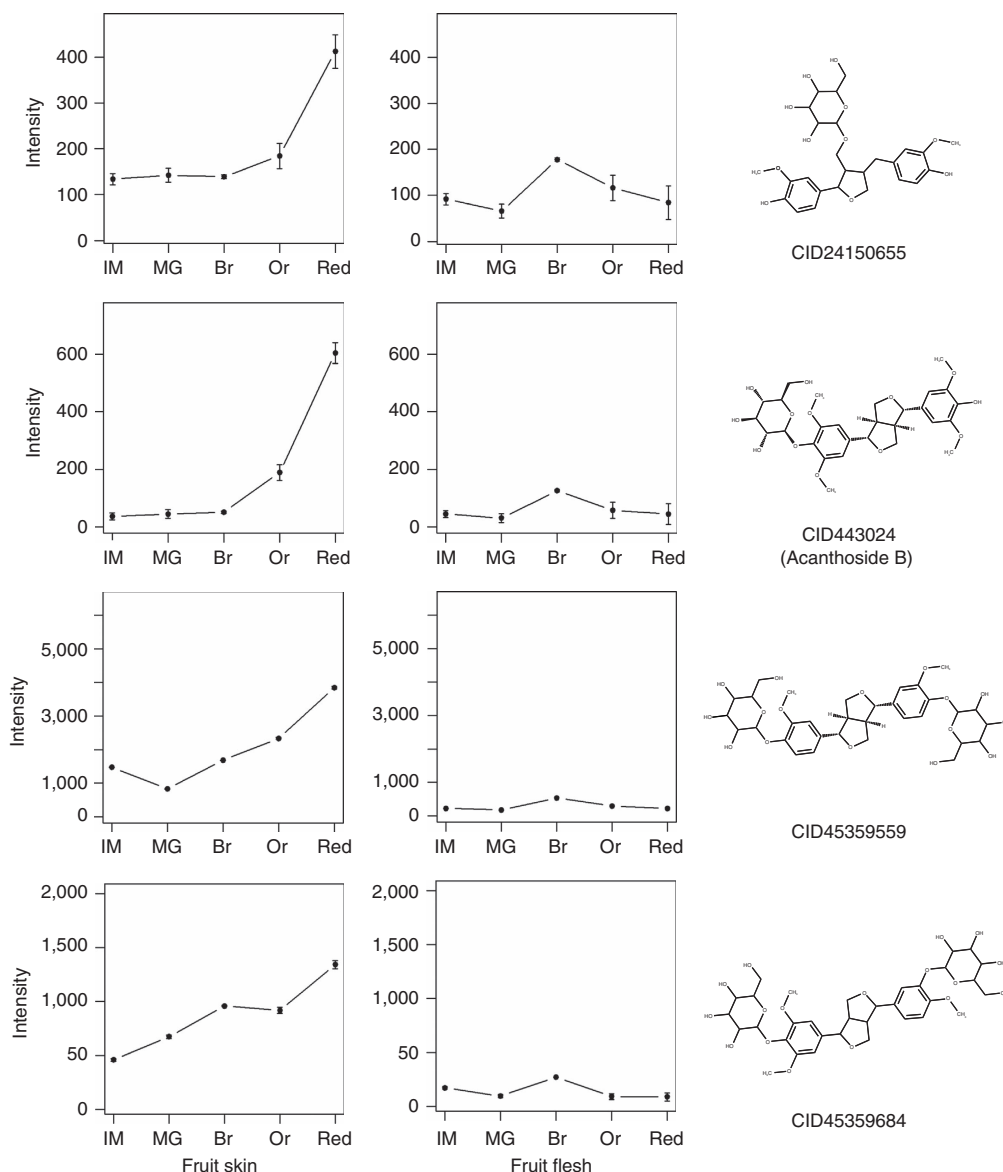 Intensity
400
300
200
100
0
IM MG Br Or Red
400
300
200
100
0
IM MG Br Or Red
CID24150655
Intensity
600
400
200
0
IM MG Br Or Red
600
400
200
0
IM MG Br Or Red
CID443024
(Acanthoside B)
Intensity
5,000
3,000
1,000
0
IM MG Br Or Red
5,000
3,000
1,000
0
IM MG Br Or Red
CID45359559
Intensity
2,000
1,500
1,000
50
0
IM MG Br Or Red
Fruit skin
2,000
1,500
1,000
50
0
IM MG Br Or Red
Fruit flesh
CID45359684